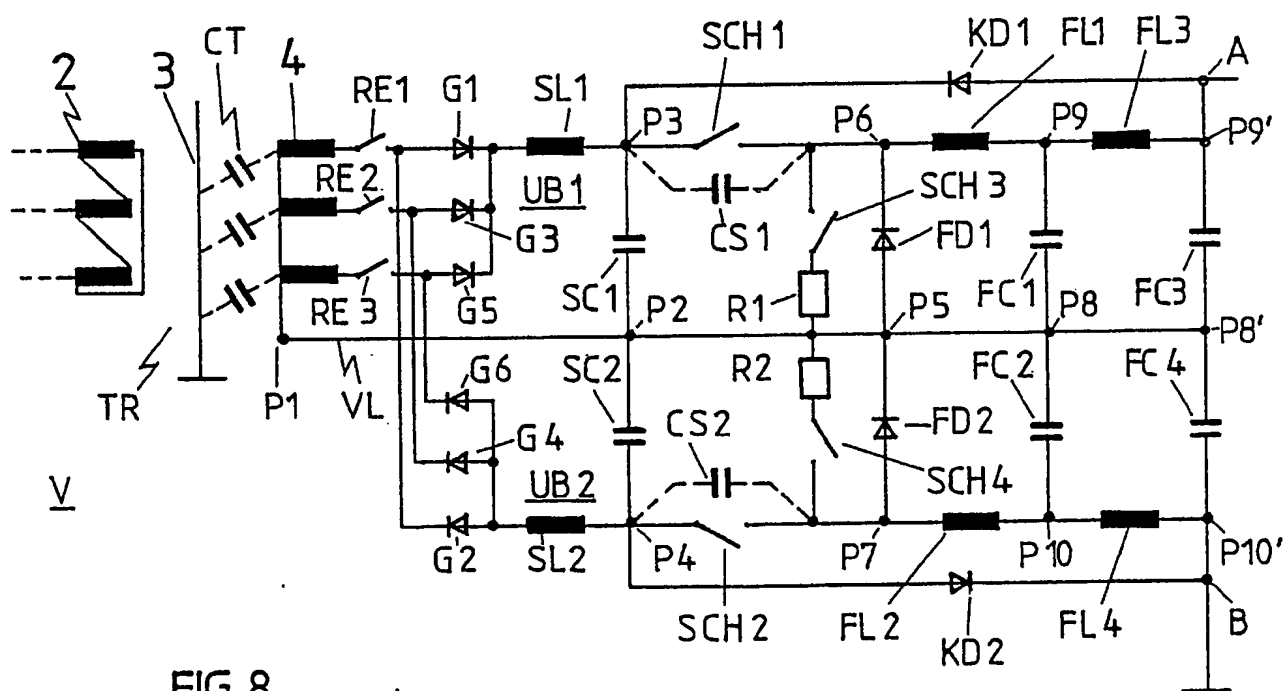 SCH1
KD1
FL1
FL3
A
CT
2
3
4
RE1
G1
SL1
P3
P6
P9
P9'
RE2
UB1
SCH3
G3
CS1
FD1
RE3
G5
SC1
R1
FC1
FC3
P2
P5
P8
P8'
TR
P1
VL
G6
SC2
R2
FC2
FC4
G4
CS2
FD2
V
UB2
SCH4
G2
SL2
P4
P7
P10
P10'
SCH2
FL2
KD2
FL4
B
FIG.8